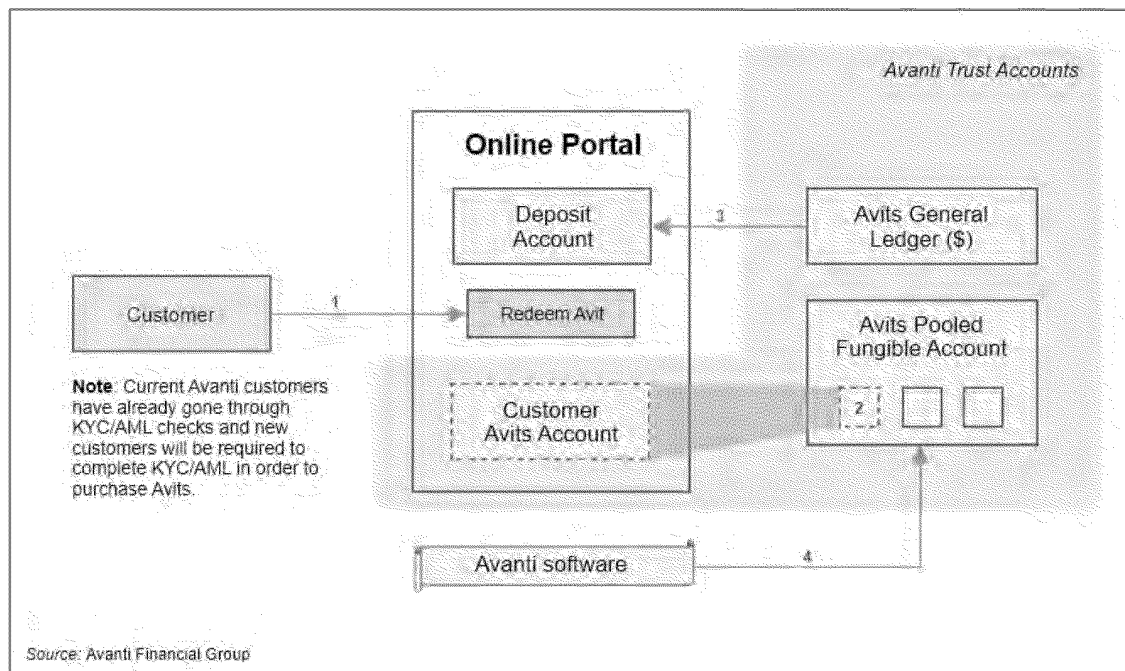 Avanti Trust Accounts
Online Portal
Deposit
Account
3
Avits General
Ledger ($)
Customer
1
Redeem Avit
Avits Pooled
Fungible Account
2
Customer
Avits Account
Note: Current Avanti customers
have already gone through
KYC/AML checks and new
customers will be required to
complete KYC/AML in order to
purchase Avits.
Avanti software
4
Source: Avanti Financial Group